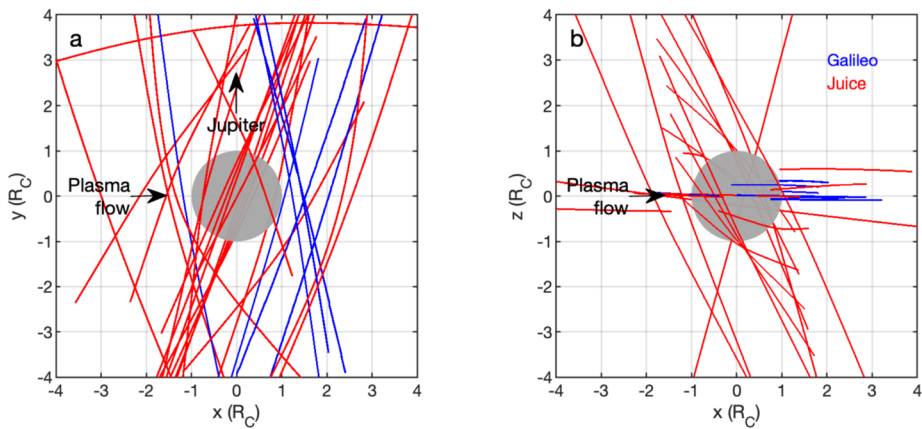 a
Jupiter
Plasma
flow
y (R_C)
4
3
2
1
0
-1
-2
-3
-4
-4 -3 -2 -1 0 1 2 3 4
x (R_C)
b
Galileo
Juice
Plasma
flow
z (R_C)
4
3
2
1
0
-1
-2
-3
-4
-4 -3 -2 -1 0 1 2 3 4
x (R_C)